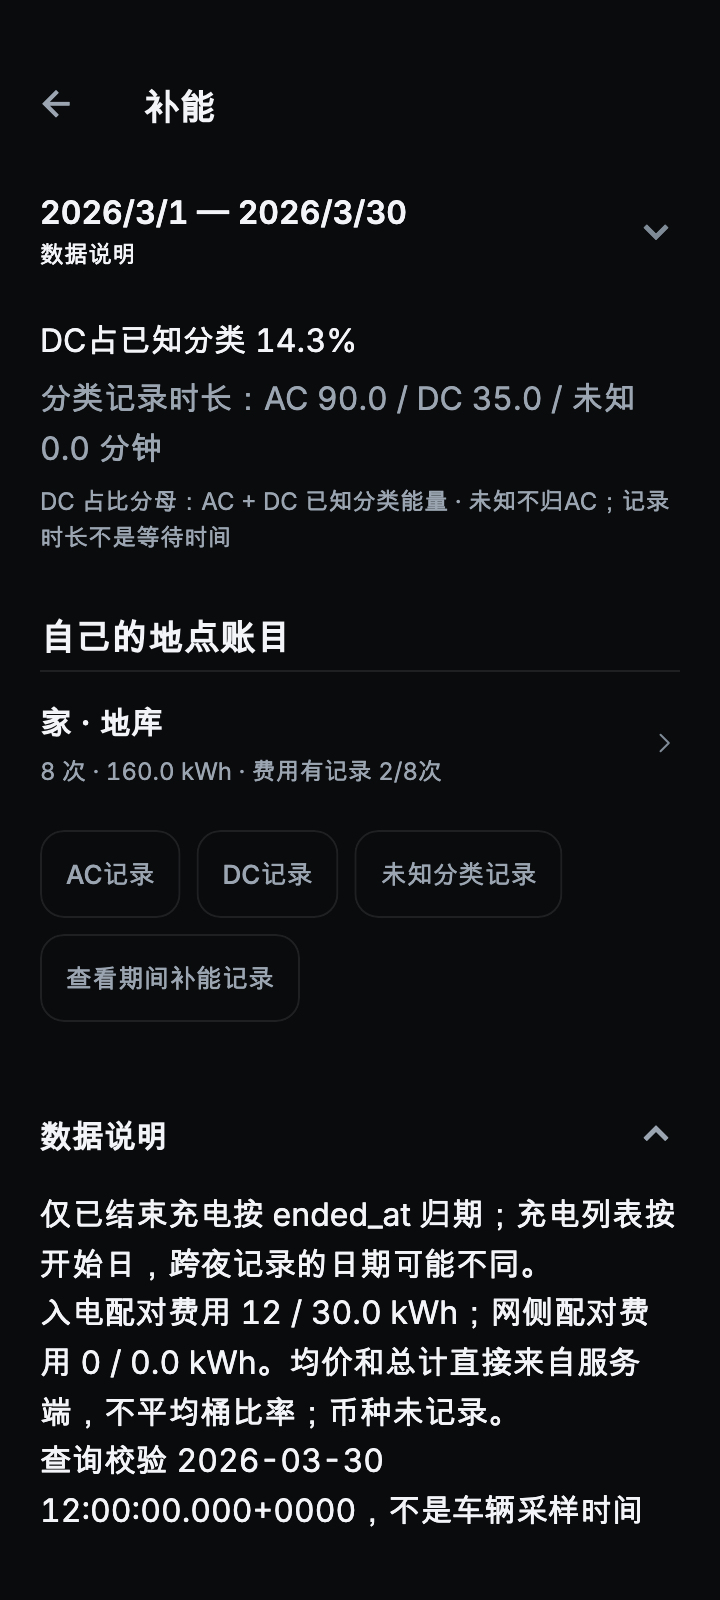 补能
2026/3/1 — 2026/3/30
数据说明
DC占已知分类 14.3%
分类记录时长：AC 90.0 / DC 35.0 / 未知
0.0 分钟
DC 占比分母：AC + DC 已知分类能量 · 未知不归AC；记录
时长不是等待时间
自己的地点账目
家 · 地库
8 次 · 160.0 kWh · 费用有记录 2/8次
AC记录
DC记录
未知分类记录
查看期间补能记录
数据说明
仅已结束充电按 ended_at 归期；充电列表按
开始日，跨夜记录的日期可能不同。
入电配对费用 12 / 30.0 kWh；网侧配对费
用 0 / 0.0 kWh。均价和总计直接来自服务
端，不平均桶比率；币种未记录。
查询校验 2026-03-30
12:00:00.000+0000，不是车辆采样时间